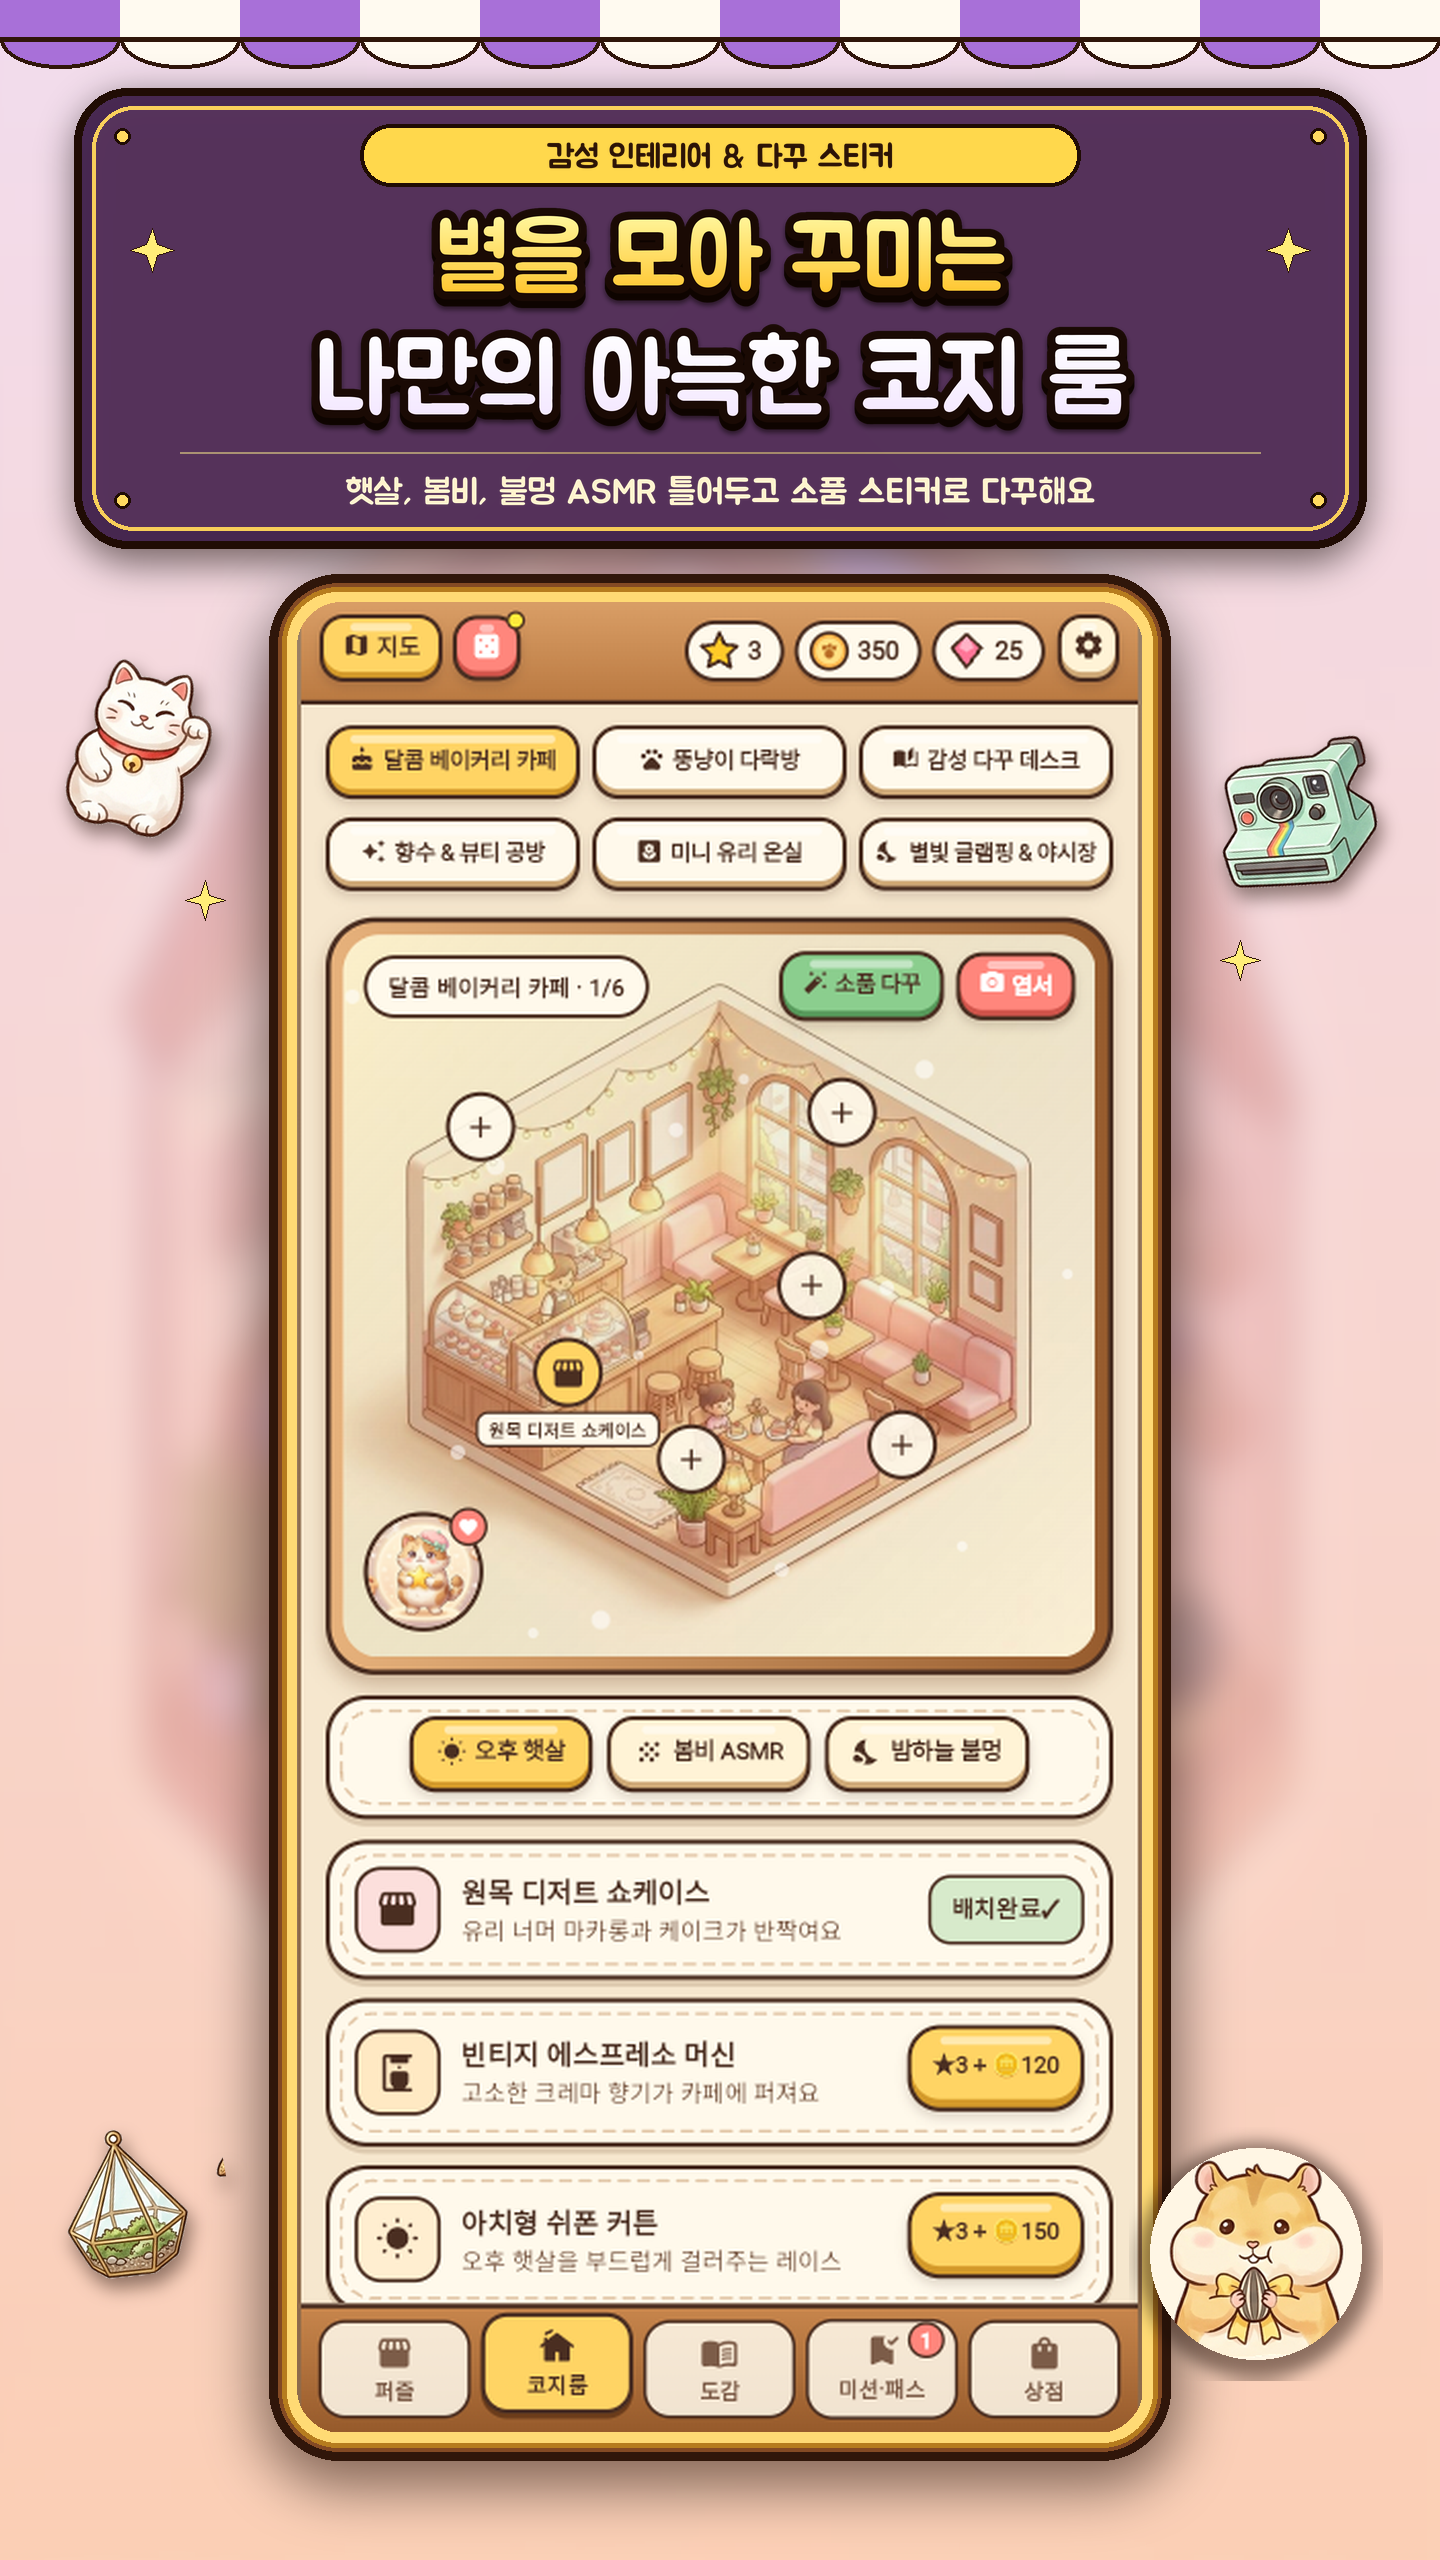 감성 인테리어 & 다꾸 스티커
별을 모아 꾸미는
나만의 아늑한 코지 룸
햇살, 봄비, 불멍 ASMR 틀어두고 소품 스티커로 다꾸해요
지도
3
350
25
달콤 베이커리 카페
뚱냥이 다락방
감성 다꾸 데스크
향수 & 뷰티 공방
미니 유리 온실
별빛 글램핑 & 야시장
달콤 베이커리 카페 · 1/6
소품 다꾸
엽서
원목 디저트 쇼케이스
오후 햇살
봄비 ASMR
밤하늘 불멍
원목 디저트 쇼케이스
유리 너머 마카롱과 케이크가 반짝여요
배치완료✓
빈티지 에스프레소 머신
고소한 크레마 향기가 카페에 퍼져요
★3 + 🪙120
아치형 쉬폰 커튼
오후 햇살을 부드럽게 걸러주는 레이스
★3 + 🪙150
퍼즐
코지룸
도감
미션·패스
1
상점